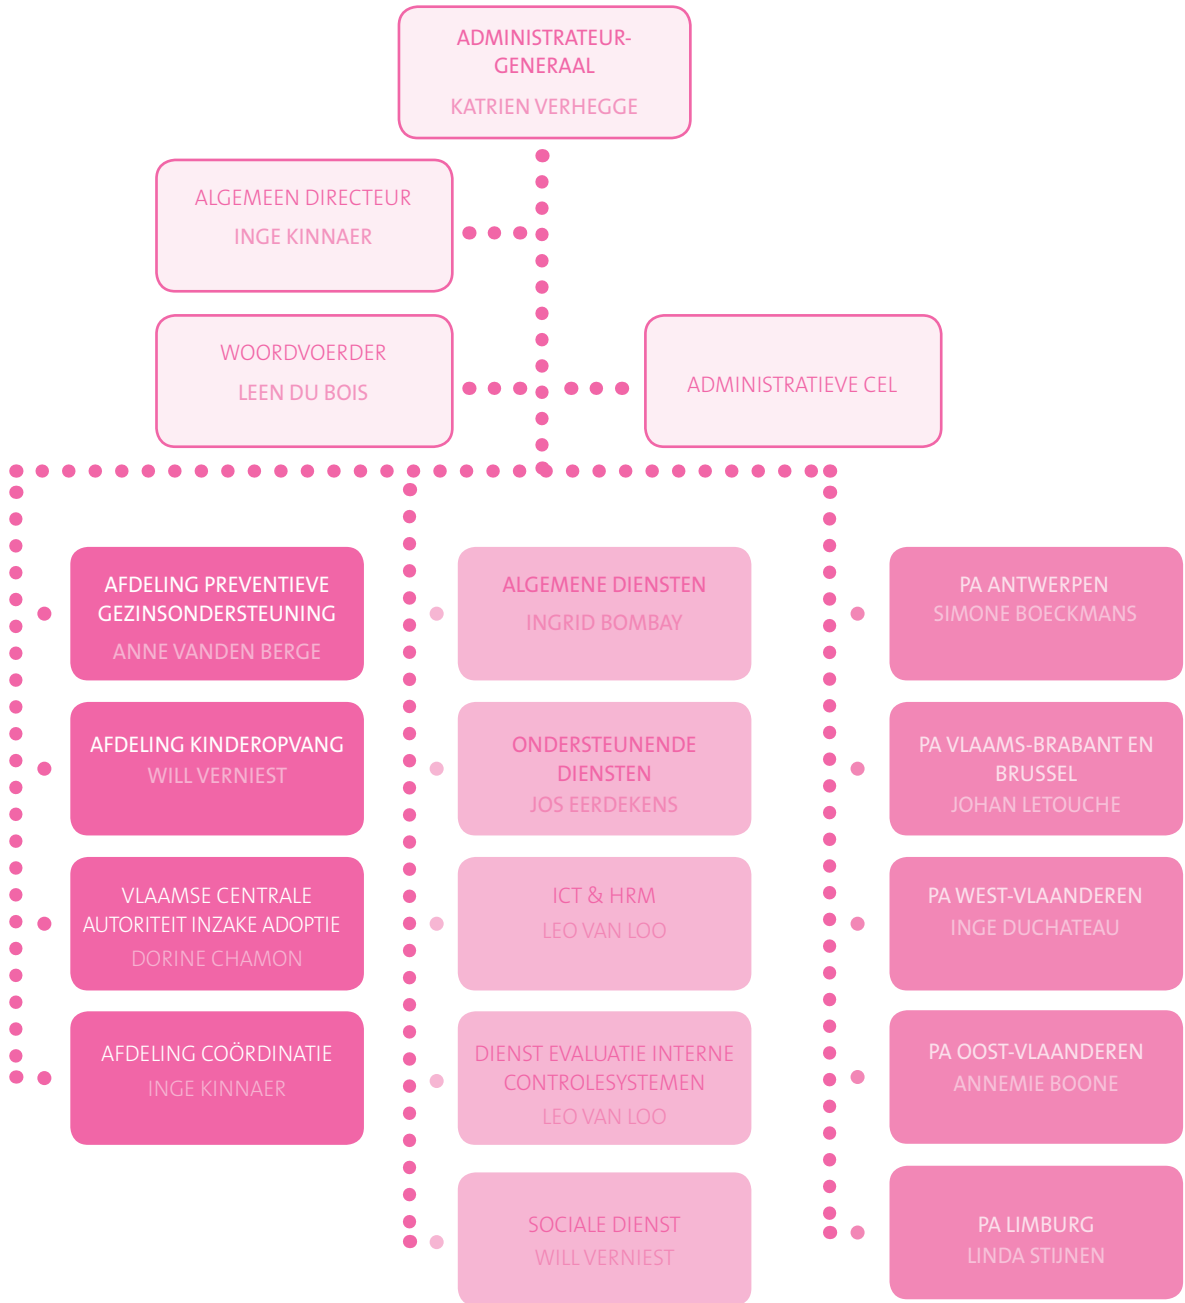 ADMINISTRATEUR-
GENERAAL
KATRIEN VERHEGGE
ALGEMEEN DIRECTEUR
INGE KINNAER
WOORDVOERDER
LEEN DU BOIS
ADMINISTRATIEVE CEL
AFDELING PREVENTIEVE
GEZINSONDERSTEUNING
ANNE VANDEN BERGE
AFDELING KINDEROPVANG
WILL VERNIEST
VLAAMSE CENTRALE
AUTORITEIT INZAKE ADOPTIE
DORINE CHAMON
AFDELING COÖRDINATIE
INGE KINNAER
ALGEMENE DIENSTEN
INGRID BOMBAY
ONDERSTEUNENDE
DIENSTEN
JOS EERDEKENS
ICT & HRM
LEO VAN LOO
DIENST EVALUATIE INTERNE
CONTROLESYSTEMEN
LEO VAN LOO
SOCIALE DIENST
WILL VERNIEST
PA ANTWERPEN
SIMONE BOECKMANS
PA VLAAMS-BRABANT EN
BRUSSEL
JOHAN LETOUCHE
PA WEST-VLAANDEREN
INGE DUCHATEAU
PA OOST-VLAANDEREN
ANNEMIE BOONE
PA LIMBURG
LINDA STIJNEN